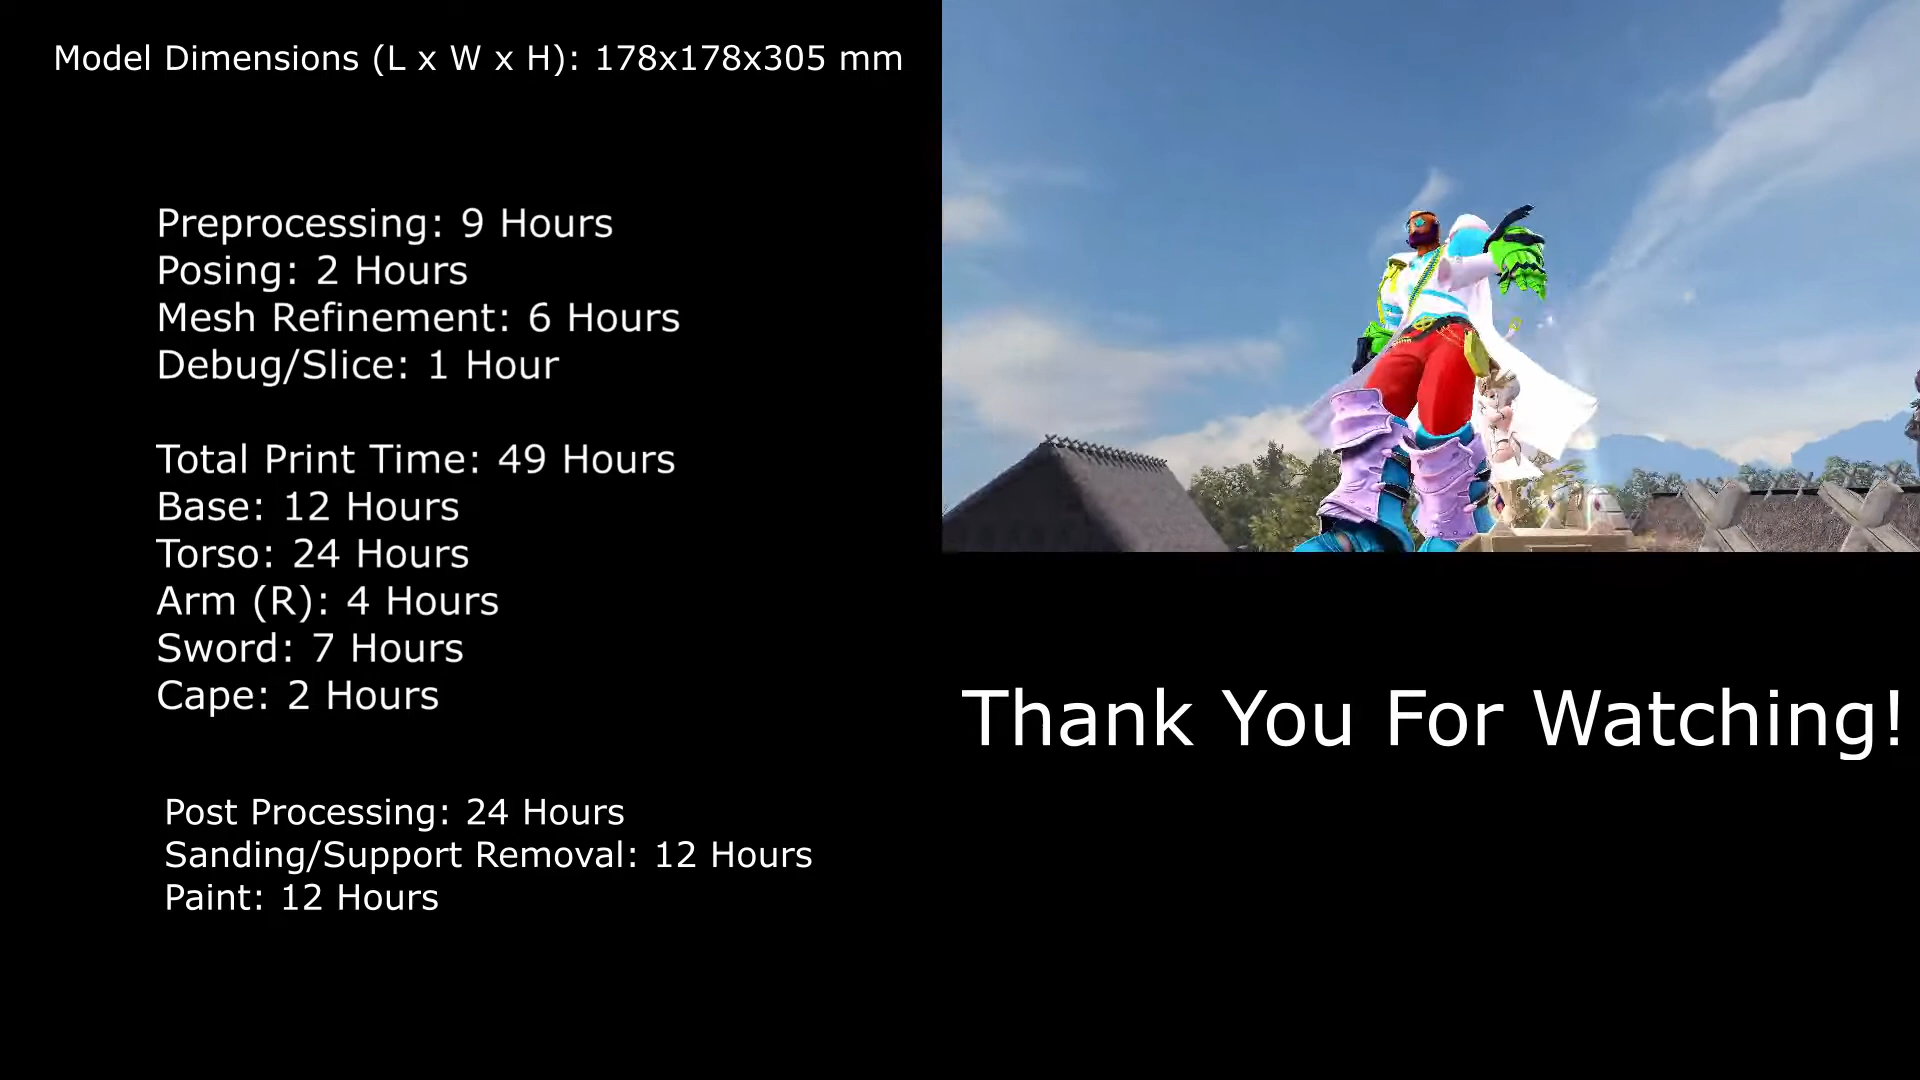 Model Dimensions (L x W x H): 178x178x305 mm
Preprocessing: 9 Hours
Posing: 2 Hours
Mesh Refinement: 6 Hours
Debug/Slice: 1 Hour
Total Print Time: 49 Hours
Base: 12 Hours
Torso: 24 Hours
Arm (R): 4 Hours
Sword: 7 Hours
Cape: 2 Hours
Post Processing: 24 Hours
Sanding/Support Removal: 12 Hours
Paint: 12 Hours
Thank You For Watching!